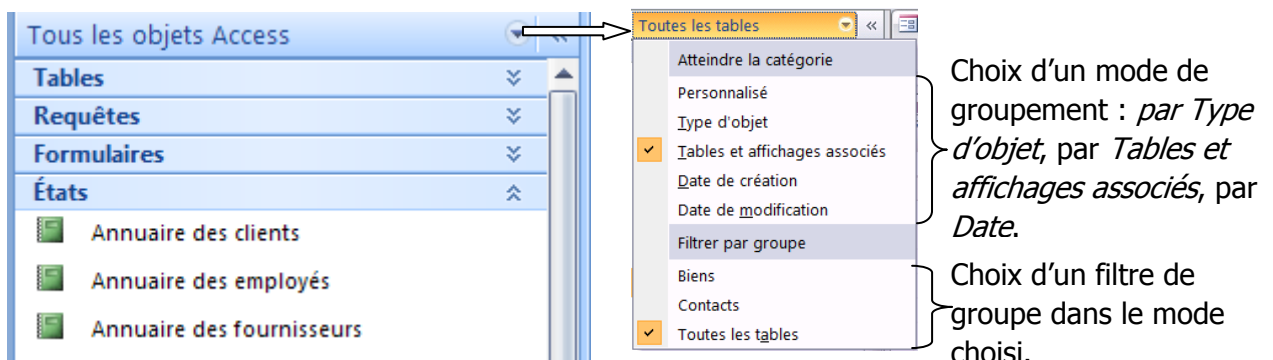 Tous les objets Access
Tables
Requêtes
Formulaires
États
Annuaire des clients
Annuaire des employés
Annuaire des fournisseurs
Toutes les tables
Atteindre la catégorie
Personnalisé
Type d'objet
Tables et affichages associés
Date de création
Date de modification
Filtrer par groupe
Biens
Contacts
Toutes les tables
Choix d’un mode de
groupement : par Type
d’objet, par Tables et
affichages associés, par
Date.
Choix d’un filtre de
groupe dans le mode
choisi.